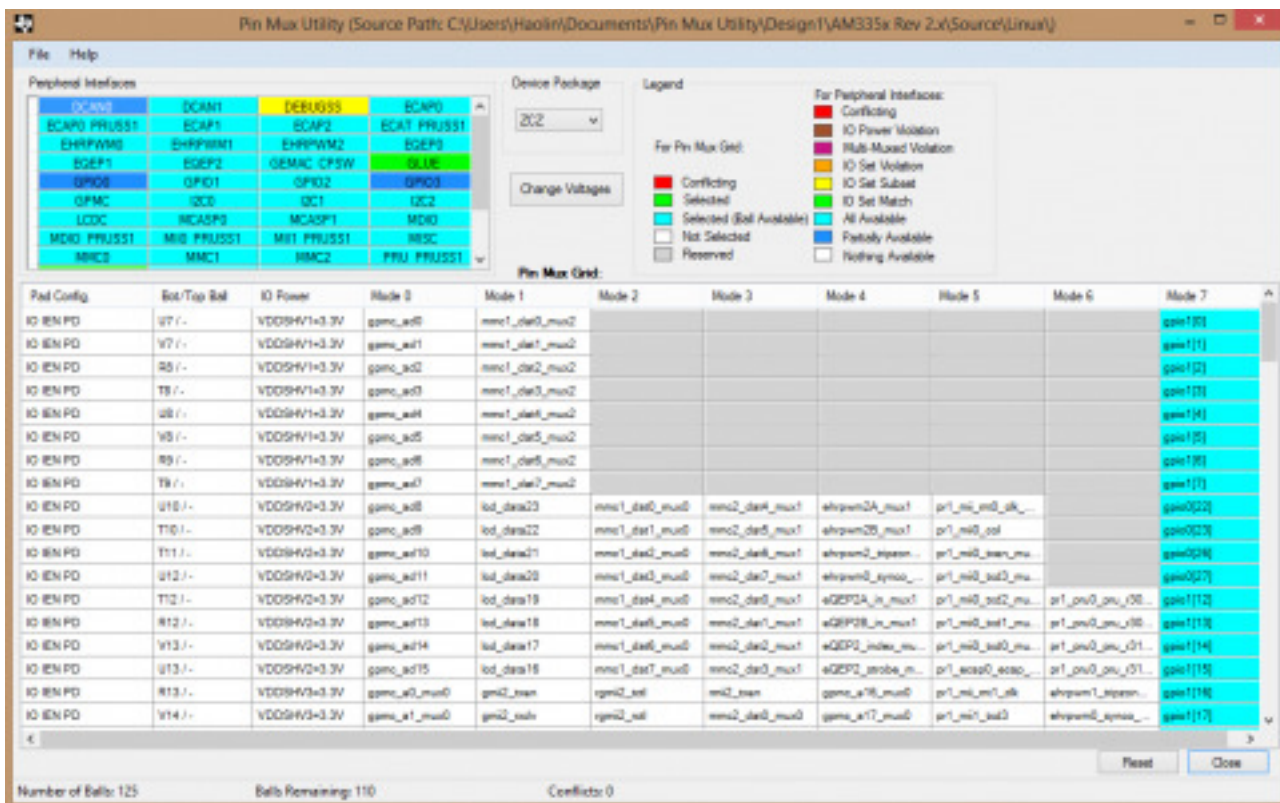 Pin Mux Utility (Source Path: C:\Users\Haolin\Documents\Pin Mux Utility\Design1\AM335x Rev 2.x\Source\Linux\)
File Help
Peripheral Interfaces
DCAN0 DCAN1 DEBUGSS ECAP0
ECAP0 PRUSS1 ECAP1 ECAP2 ECAT PRUSS1
EHRPWM0 EHRPWM1 EHRPWM2 EQEP0
EQEP1 EQEP2 GEMAC CPSW GLUE
GPIO0 GPIO1 GPIO2 GPIO3
GPMC I2C0 I2C1 I2C2
LCDC MCASP0 MCASP1 MDIO
MDIO PRUSS1 MII0 PRUSS1 MII1 PRUSS1 MISC
MMC0 MMC1 MMC2 PRU PRUSS1
Device Package
ZCZ
Change Voltages
Legend
For Pin Mux Grid:
Conflicting
Selected
Selected (Ball Available)
Not Selected
Reserved
For Peripheral Interfaces:
Conflicting
IO Power Violation
Multi-Muxed Violation
IO Set Violation
IO Set Subset
IO Set Match
All Available
Partially Available
Nothing Available
Pin Mux Grid:
Pad Config. Bot/Top Ball IO Power Mode 0 Mode 1 Mode 2 Mode 3 Mode 4 Mode 5 Mode 6 Mode 7
IO IEN PD U7 / - VDDSHV1=3.3V gpmc_ad0 mmc1_dat0_mux2 gpio1[0]
IO IEN PD V7 / - VDDSHV1=3.3V gpmc_ad1 mmc1_dat1_mux2 gpio1[1]
IO IEN PD R8 / - VDDSHV1=3.3V gpmc_ad2 mmc1_dat2_mux2 gpio1[2]
IO IEN PD T8 / - VDDSHV1=3.3V gpmc_ad3 mmc1_dat3_mux2 gpio1[3]
IO IEN PD U8 / - VDDSHV1=3.3V gpmc_ad4 mmc1_dat4_mux2 gpio1[4]
IO IEN PD V8 / - VDDSHV1=3.3V gpmc_ad5 mmc1_dat5_mux2 gpio1[5]
IO IEN PD R9 / - VDDSHV1=3.3V gpmc_ad6 mmc1_dat6_mux2 gpio1[6]
IO IEN PD T9 / - VDDSHV1=3.3V gpmc_ad7 mmc1_dat7_mux2 gpio1[7]
IO IEN PD U10 / - VDDSHV2=3.3V gpmc_ad8 lcd_data23 mmc1_dat0_mux0 mmc2_dat4_mux1 ehrpwm2A_mux1 pr1_mii_mt0_clk_... gpio0[22]
IO IEN PD T10 / - VDDSHV2=3.3V gpmc_ad9 lcd_data22 mmc1_dat1_mux0 mmc2_dat5_mux1 ehrpwm2B_mux1 pr1_mii0_col gpio0[23]
IO IEN PD T11 / - VDDSHV2=3.3V gpmc_ad10 lcd_data21 mmc1_dat2_mux0 mmc2_dat6_mux1 ehrpwm2_tripzon... pr1_mii0_txen_mu... gpio0[26]
IO IEN PD U12 / - VDDSHV2=3.3V gpmc_ad11 lcd_data20 mmc1_dat3_mux0 mmc2_dat7_mux1 ehrpwm0_synco_... pr1_mii0_txd3_mu... gpio0[27]
IO IEN PD T12 / - VDDSHV2=3.3V gpmc_ad12 lcd_data19 mmc1_dat4_mux0 mmc2_dat0_mux1 eQEP2A_in_mux1 pr1_mii0_txd2_mu... pr1_pru0_pru_r30... gpio1[12]
IO IEN PD R12 / - VDDSHV2=3.3V gpmc_ad13 lcd_data18 mmc1_dat5_mux0 mmc2_dat1_mux1 eQEP2B_in_mux1 pr1_mii0_txd1_mu... pr1_pru0_pru_r30... gpio1[13]
IO IEN PD V13 / - VDDSHV2=3.3V gpmc_ad14 lcd_data17 mmc1_dat6_mux0 mmc2_dat2_mux1 eQEP2_index_mu... pr1_mii0_txd0_mu... pr1_pru0_pru_r31... gpio1[14]
IO IEN PD U13 / - VDDSHV2=3.3V gpmc_ad15 lcd_data16 mmc1_dat7_mux0 mmc2_dat3_mux1 eQEP2_strobe_m... pr1_ecap0_ecap_... pr1_pru0_pru_r31... gpio1[15]
IO IEN PD R13 / - VDDSHV3=3.3V gpmc_a0_mux0 gmii2_txen rgmii2_tctl rmii2_txen gpmc_a16_mux0 pr1_mii_mt1_clk ehrpwm1_tripzon... gpio1[16]
IO IEN PD V14 / - VDDSHV3=3.3V gpmc_a1_mux0 gmii2_rxdv rgmii2_rctl mmc2_dat0_mux0 gpmc_a17_mux0 pr1_mii1_txd3 ehrpwm0_synco_... gpio1[17]
Reset Close
Number of Balls: 125 Balls Remaining: 110 Conflicts: 0